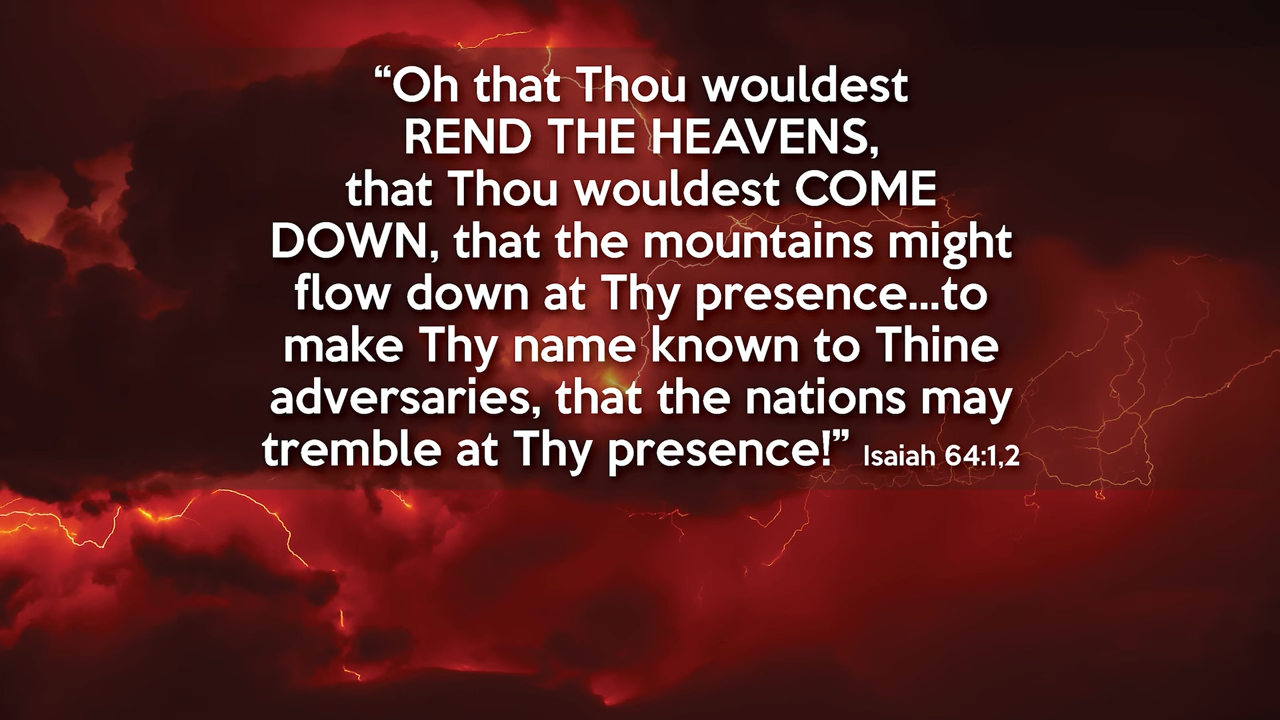 “Oh that Thou wouldest
REND THE HEAVENS,
that Thou wouldest COME
DOWN, that the mountains might
flow down at Thy presence...to
make Thy name known to Thine
adversaries, that the nations may
tremble at Thy presence!” Isaiah 64:1,2